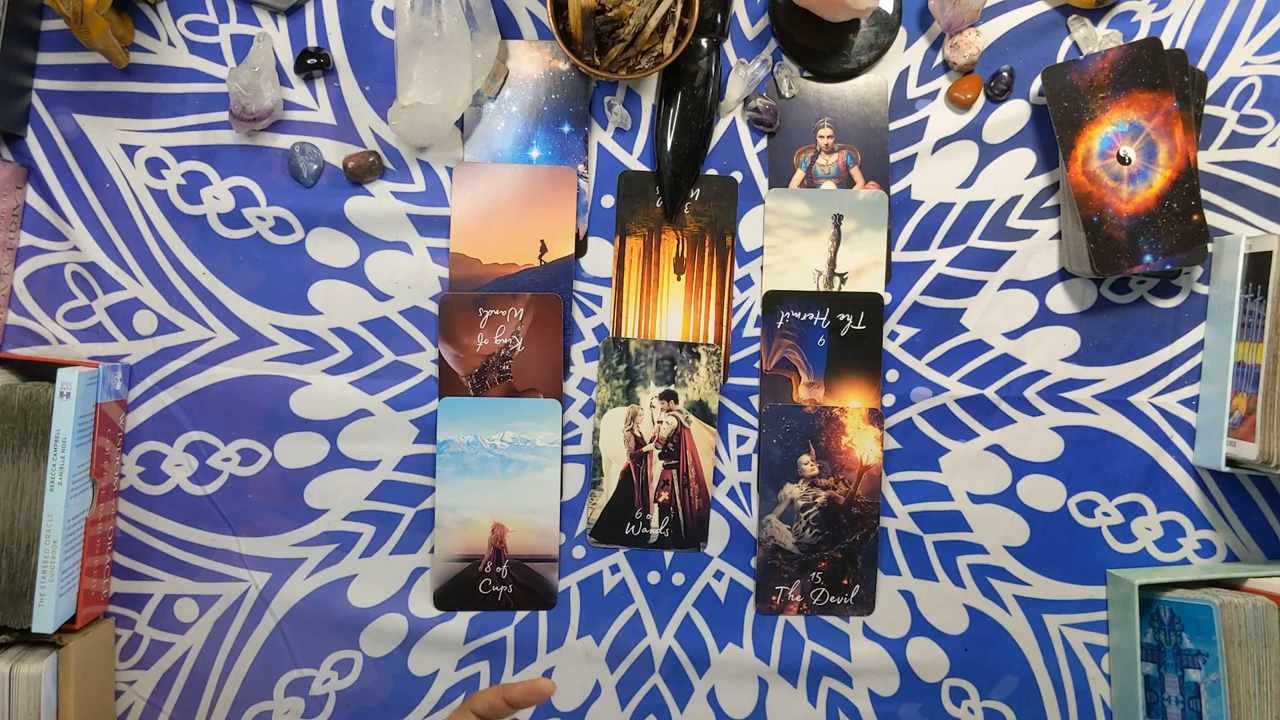 3
King of
Wands
8 of
Cups
6 of
Wands
9
The Hermit
15
The Devil
REBECCA CAMPBELL
DANIELLE NOEL
THE STARSEED ORACLE
GUIDEBOOK